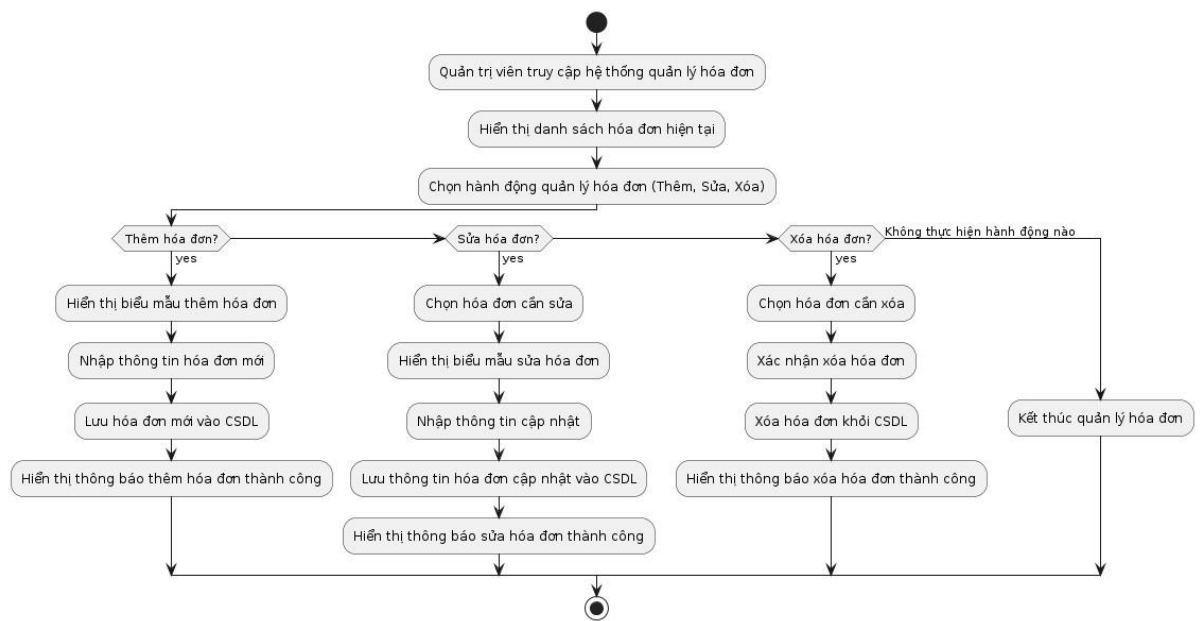 Quản trị viên truy cập hệ thống quản lý hóa đơn
Hiển thị danh sách hóa đơn hiện tại
Chọn hành động quản lý hóa đơn (Thêm, Sửa, Xóa)
Thêm hóa đơn?
yes
Hiển thị biểu mẫu thêm hóa đơn
Nhập thông tin hóa đơn mới
Lưu hóa đơn mới vào CSDL
Hiển thị thông báo thêm hóa đơn thành công
Sửa hóa đơn?
yes
Chọn hóa đơn cần sửa
Hiển thị biểu mẫu sửa hóa đơn
Nhập thông tin cập nhật
Lưu thông tin hóa đơn cập nhật vào CSDL
Hiển thị thông báo sửa hóa đơn thành công
Xóa hóa đơn?
yes
Chọn hóa đơn cần xóa
Xác nhận xóa hóa đơn
Xóa hóa đơn khỏi CSDL
Hiển thị thông báo xóa hóa đơn thành công
Không thực hiện hành động nào
Kết thúc quản lý hóa đơn